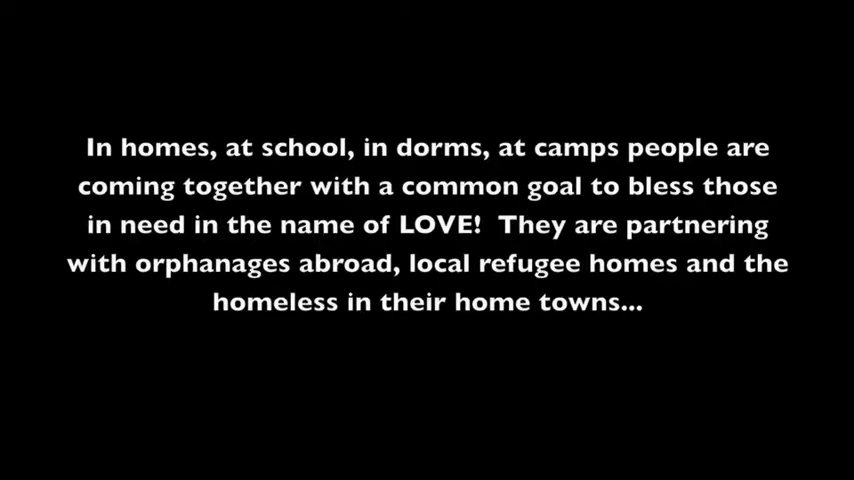 In homes, at school, in dorms, at camps people are
coming together with a common goal to bless those
in need in the name of LOVE!  They are partnering
with orphanages abroad, local refugee homes and the
homeless in their home towns...